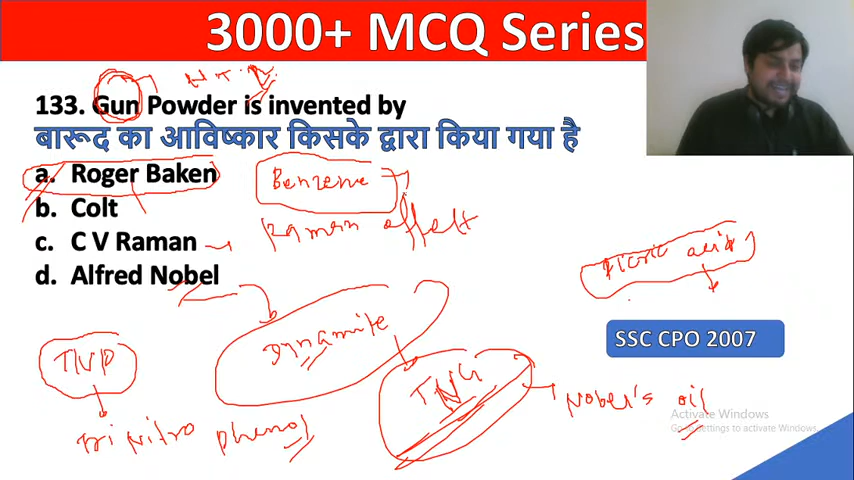 3000+ MCQ Series
133. Gun Powder is invented by
बारूद का आविष्कार किसके द्वारा किया गया है
a. Roger Baken
Benzene
b. Colt
Raman effect
c. C V Raman
d. Alfred Nobel
Picric acid
Dynamite
SSC CPO 2007
TNP
TNG
Nobel's oil
Tri Nitro phenol
Activate Windows
Go to Settings to activate Windows.